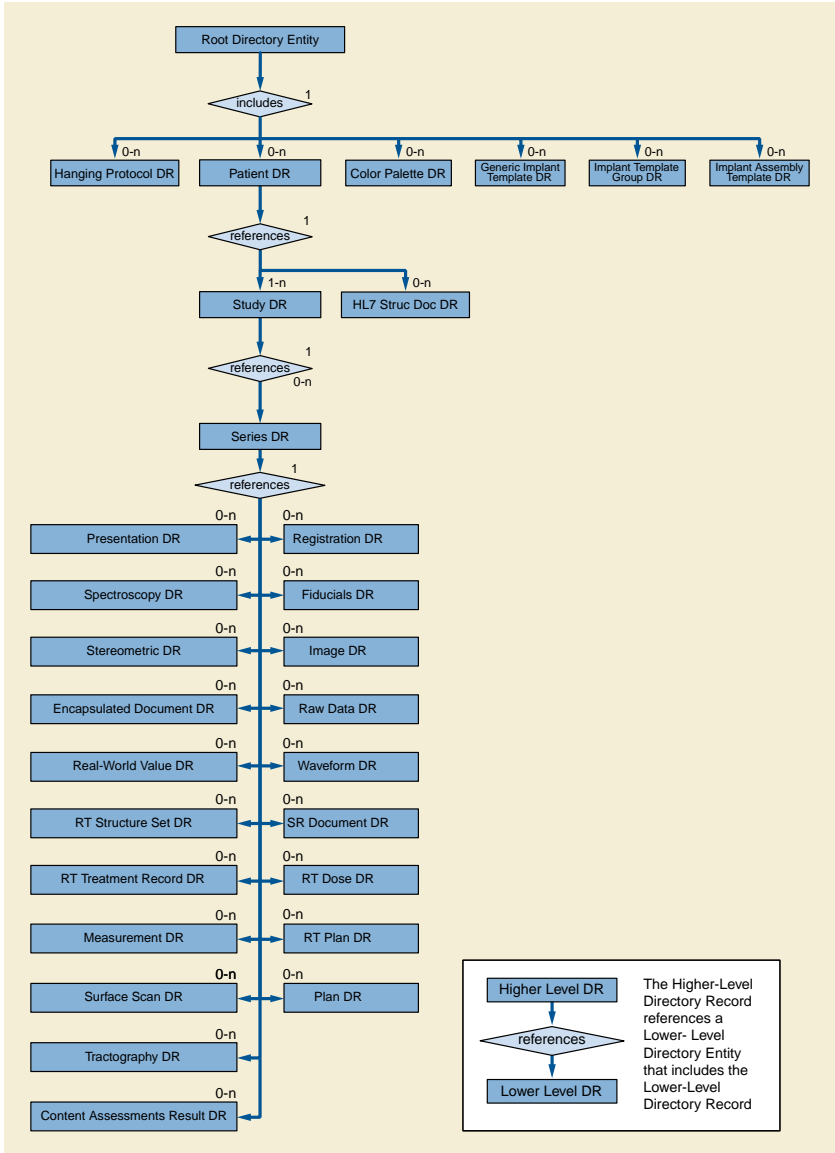 Root Directory Entity
1
includes
0-n
0-n
0-n
0-n
0-n
0-n
Hanging Protocol DR
Patient DR
Color Palette DR
Generic Implant
Template DR
Implant Template
Group DR
Implant Assembly
Template DR
1
references
1-n
0-n
Study DR
HL7 Struc Doc DR
1
references
0-n
Series DR
1
references
0-n
0-n
Presentation DR
Registration DR
0-n
0-n
Spectroscopy DR
Fiducials DR
0-n
0-n
Stereometric DR
Image DR
0-n
0-n
Encapsulated Document DR
Raw Data DR
0-n
0-n
Real-World Value DR
Waveform DR
0-n
0-n
RT Structure Set DR
SR Document DR
0-n
0-n
RT Treatment Record DR
RT Dose DR
0-n
0-n
Measurement DR
RT Plan DR
0-n
0-n
Surface Scan DR
Plan DR
0-n
Tractography DR
0-n
Content Assessments Result DR
Higher Level DR
references
Lower Level DR
The Higher-Level
Directory Record
references a
Lower- Level
Directory Entity
that includes the
Lower-Level
Directory Record